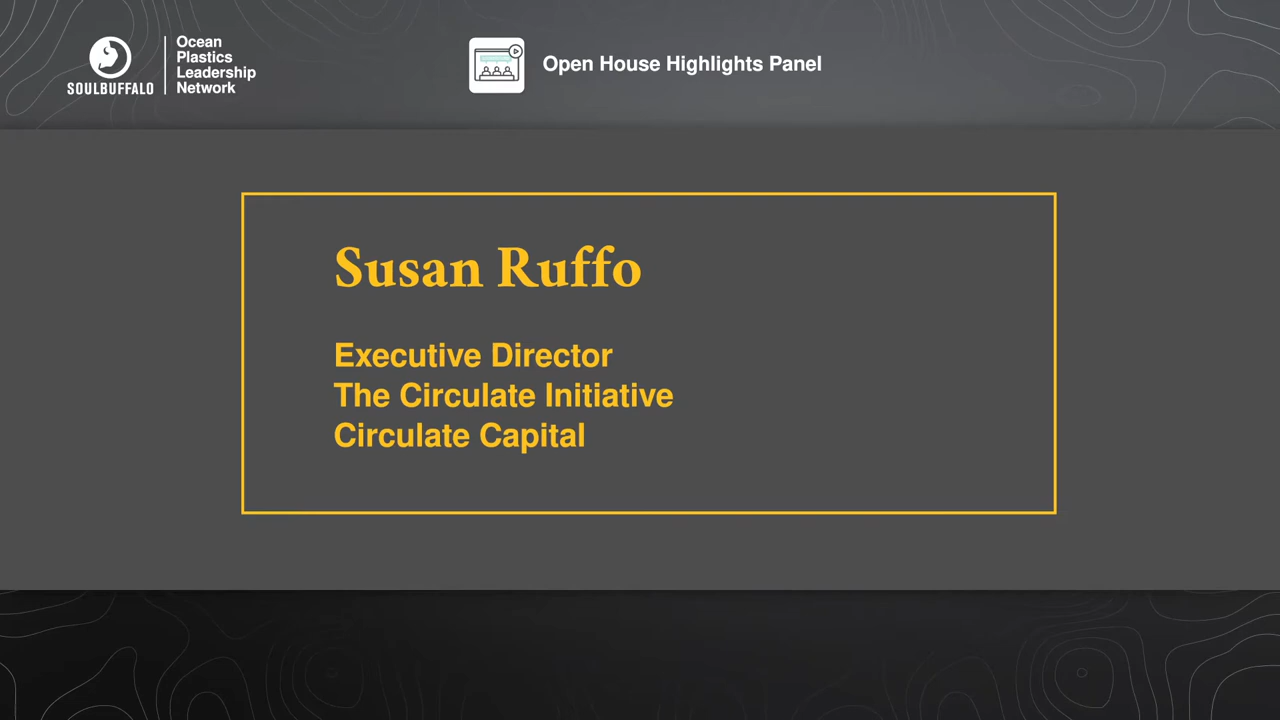 SOULBUFFALO
Ocean
Plastics
Leadership
Network
Open House Highlights Panel
Susan Ruffo
Executive Director
The Circulate Initiative
Circulate Capital